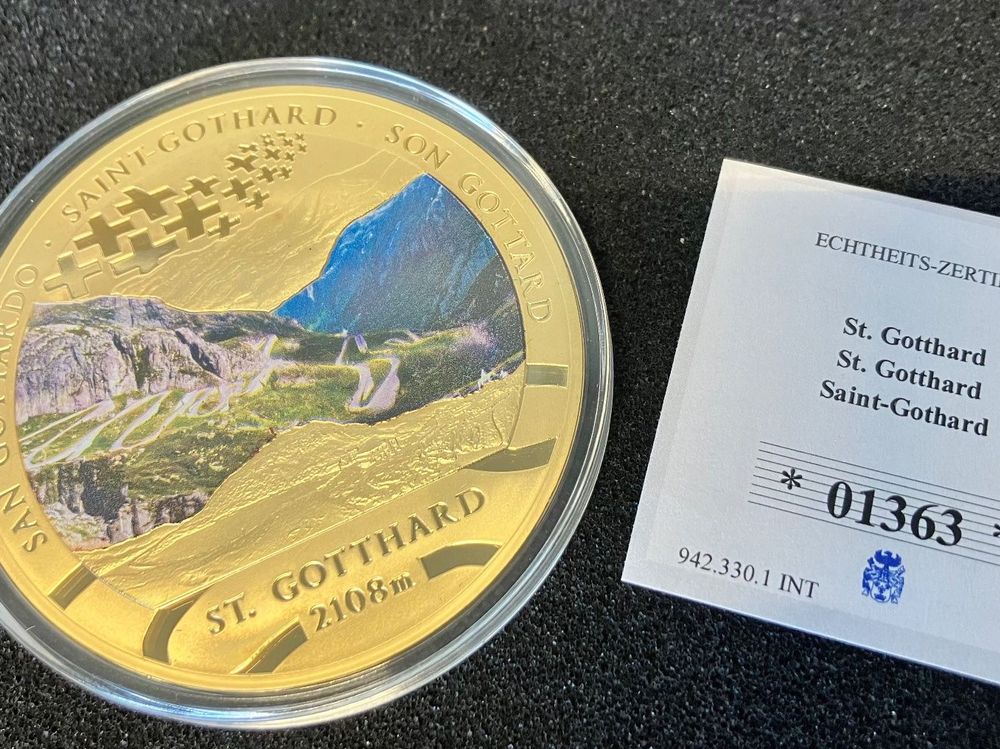 SAN GOTTARDO · SAINT-GOTHARD · SON GOTTARD
ST. GOTTHARD
2108m
ECHTHEITS-ZERTIF
St. Gotthard
St. Gotthard
Saint-Gothard
* 01363 *
942.330.1 INT